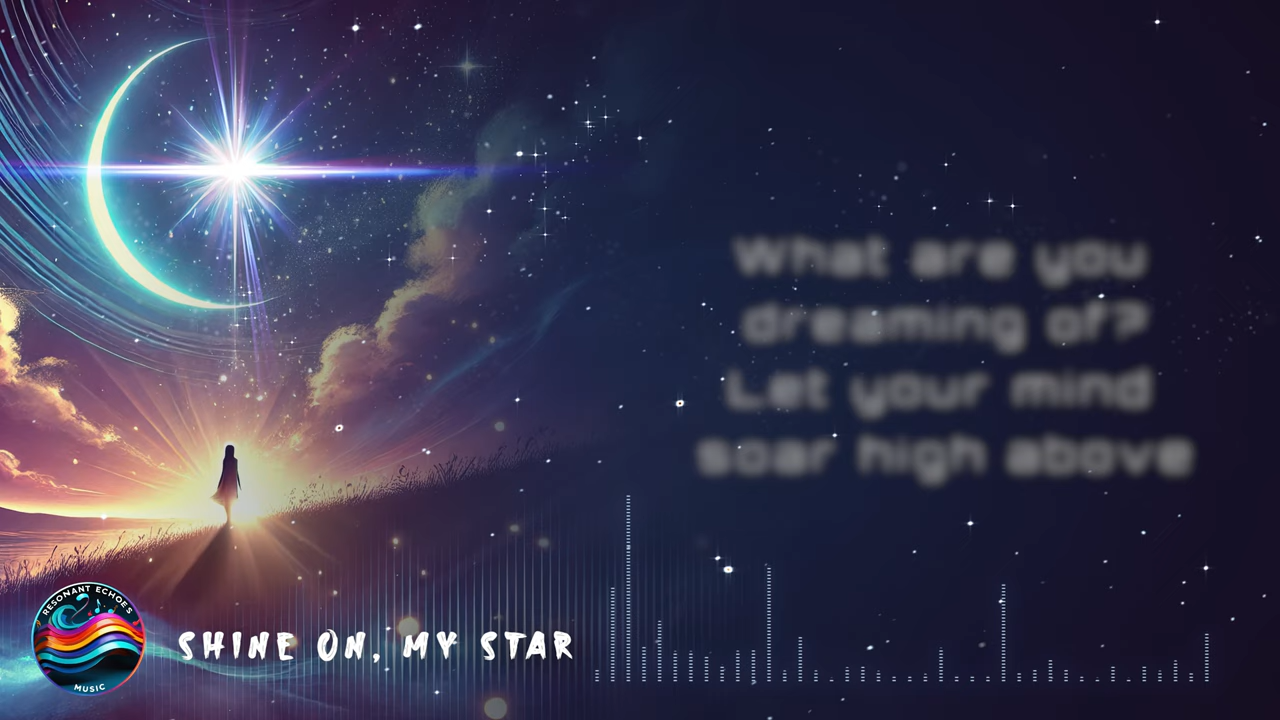 What are you
dreaming of?
Let your mind
soar high above
RESONANT ECHOES
MUSIC
SHINE ON, MY STAR